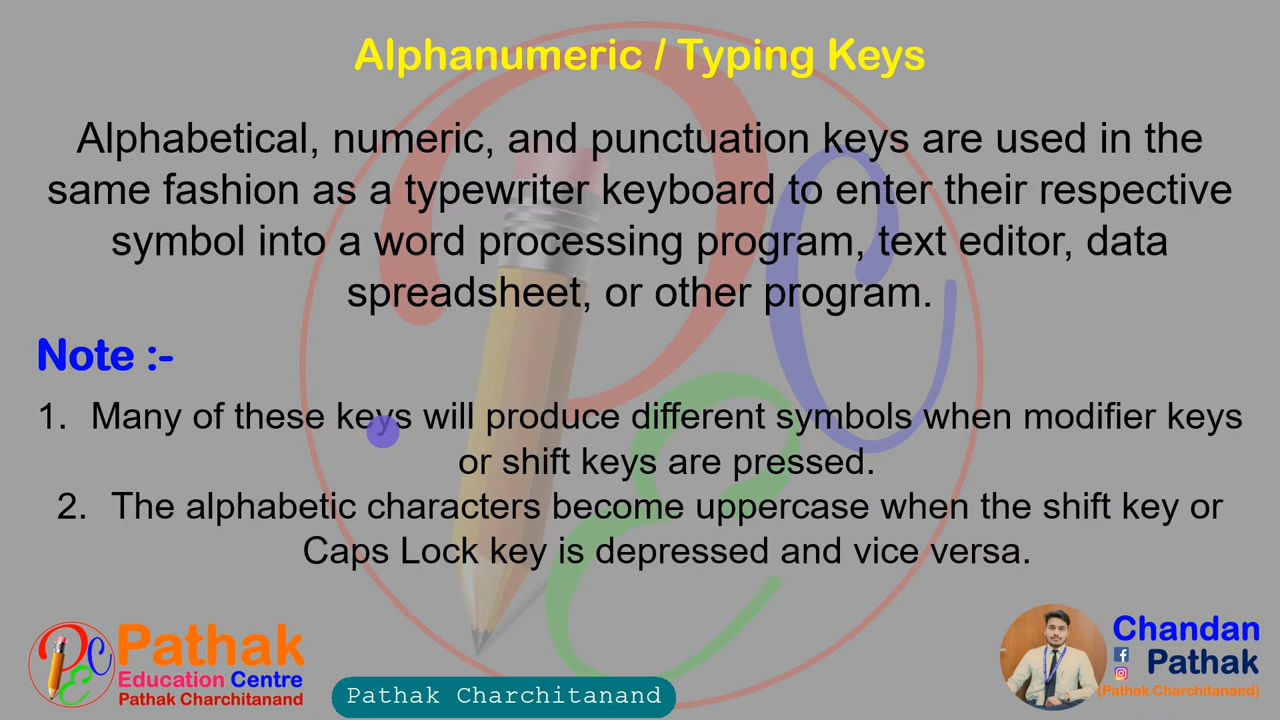 Alphanumeric / Typing Keys
Alphabetical, numeric, and punctuation keys are used in the
same fashion as a typewriter keyboard to enter their respective
symbol into a word processing program, text editor, data
spreadsheet, or other program.
Note :-
1. Many of these keys will produce different symbols when modifier keys
or shift keys are pressed.
2. The alphabetic characters become uppercase when the shift key or
Caps Lock key is depressed and vice versa.
PEC
Pathak
Education Centre
Pathak Charchitanand
Pathak Charchitanand
Chandan
Pathak
(Pathak Charchitanand)